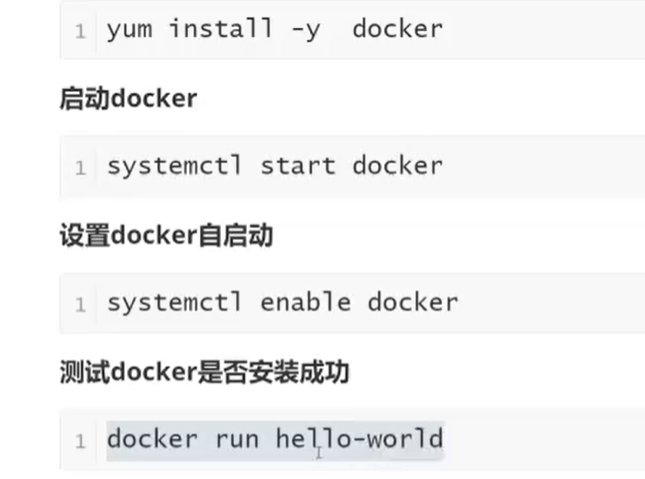 1 yum install -y  docker
启动docker
1 systemctl start docker
设置docker自启动
1 systemctl enable docker
测试docker是否安装成功
1 docker run hello-world